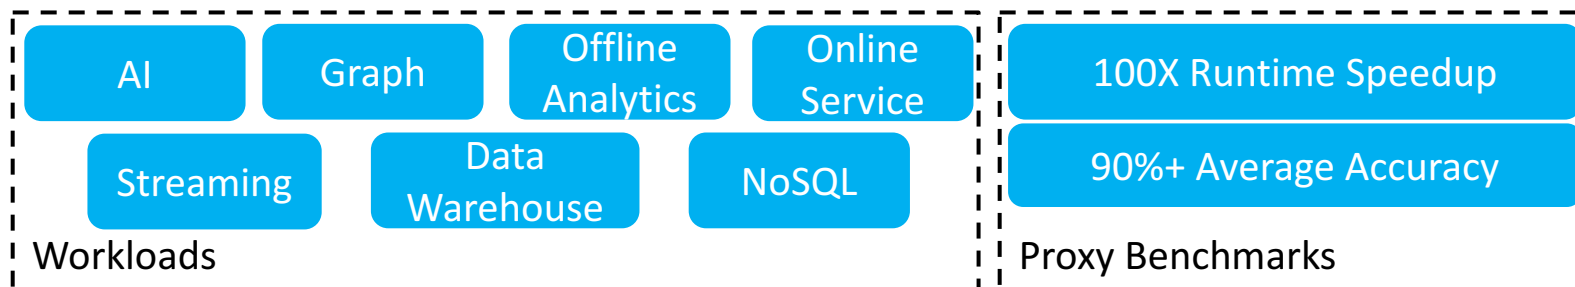 AI
Graph
Offline
Analytics
Online
Service
Streaming
Data
Warehouse
NoSQL
Workloads
100X Runtime Speedup
90%+ Average Accuracy
Proxy Benchmarks